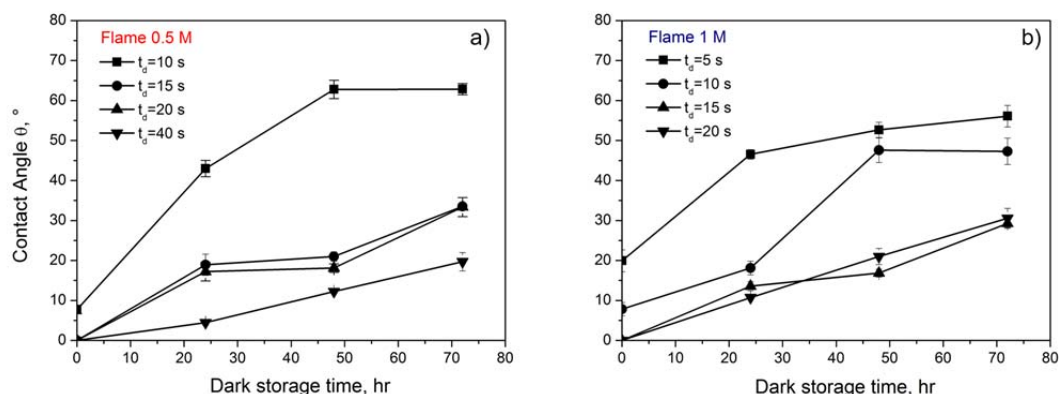 Flame 0.5 M
a)
t_d=10 s
t_d=15 s
t_d=20 s
t_d=40 s
Contact Angle θ, °
80
70
60
50
40
30
20
10
0
0 10 20 30 40 50 60 70 80
Dark storage time, hr
Flame 1 M
b)
t_d=5 s
t_d=10 s
t_d=15 s
t_d=20 s
80
70
60
50
40
30
20
10
0
0 10 20 30 40 50 60 70 80
Dark storage time, hr